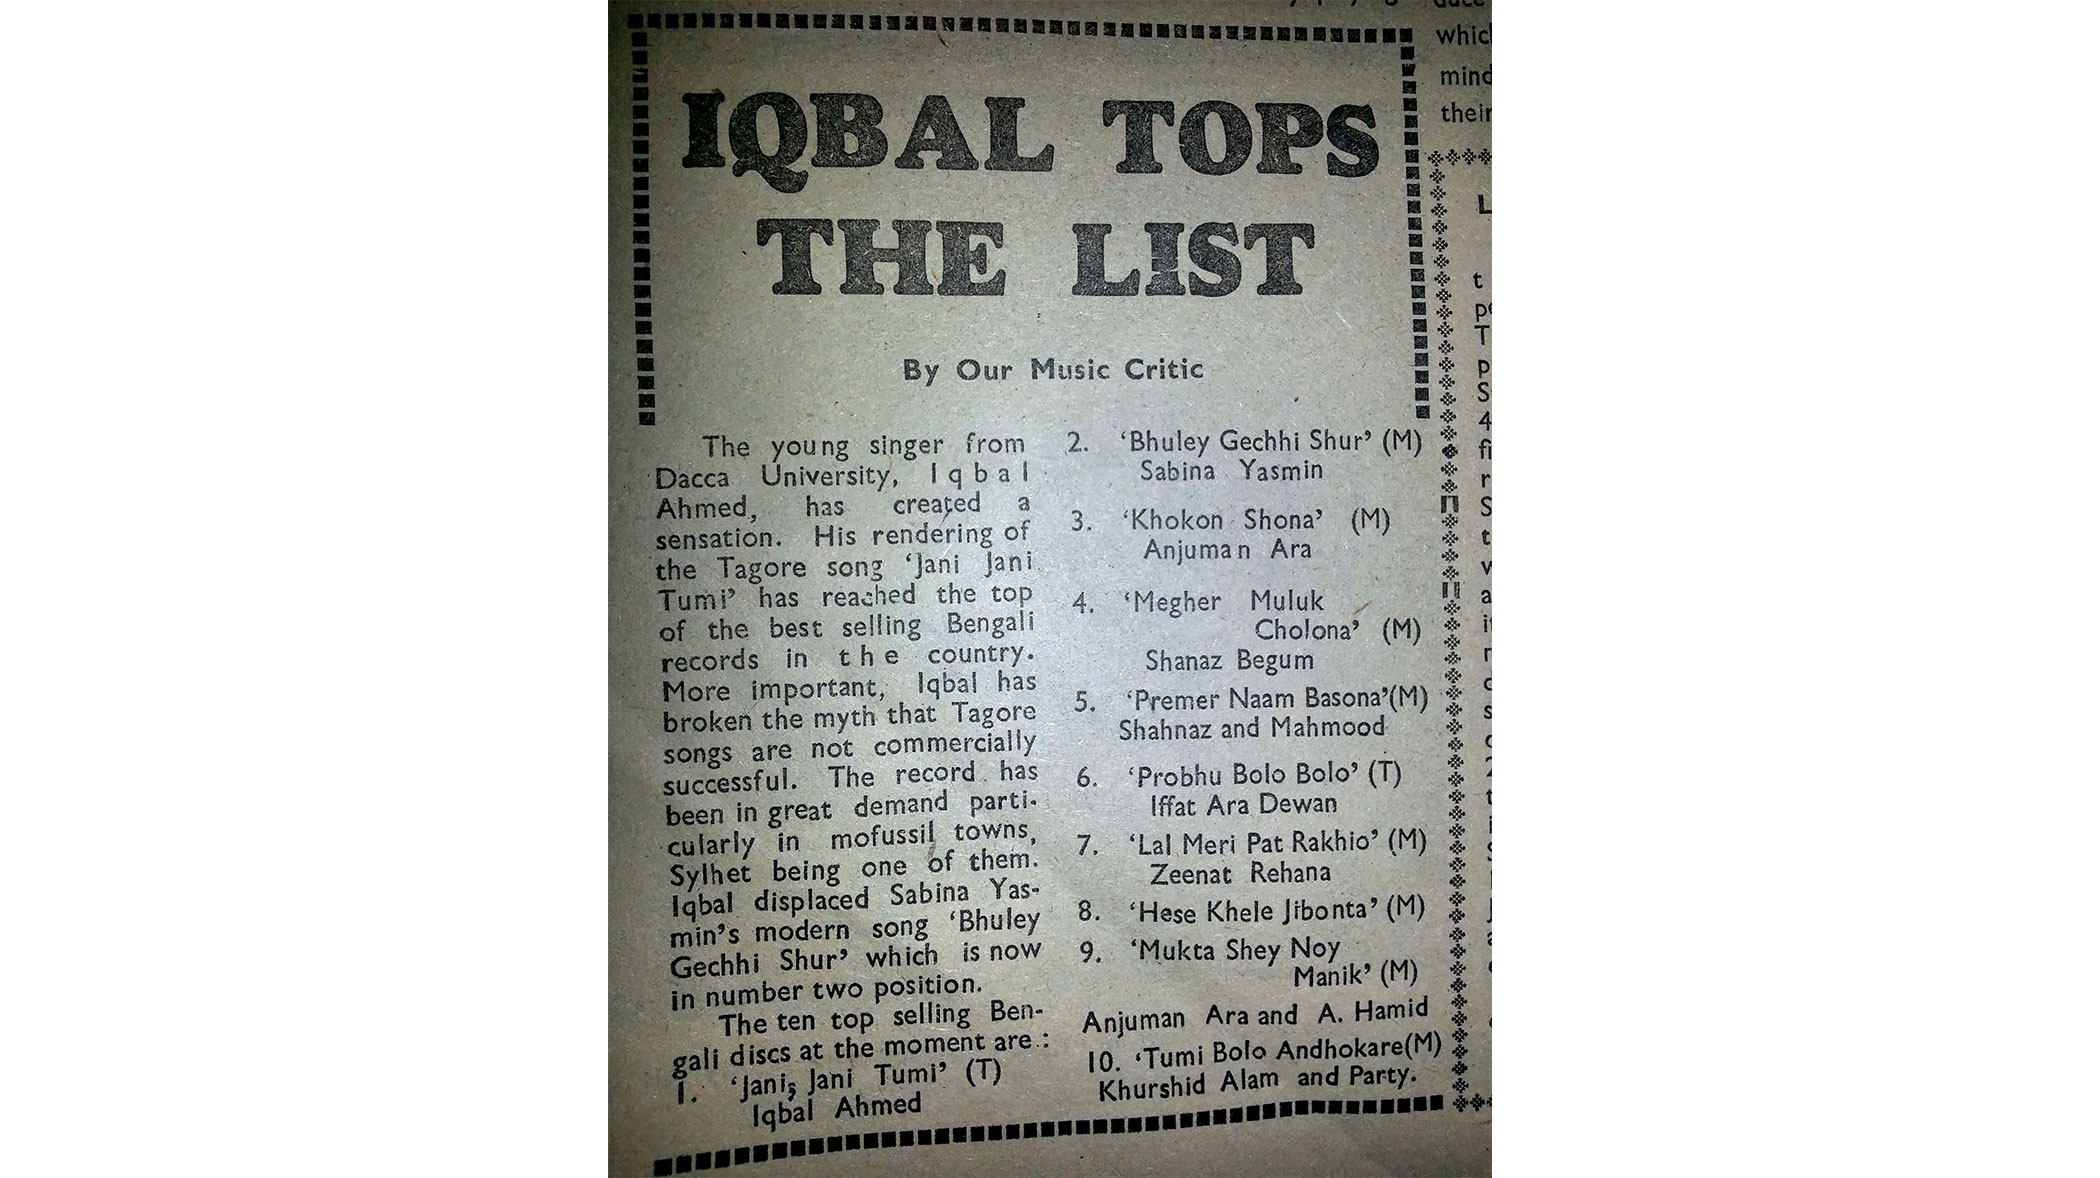 IQBAL TOPS
THE LIST
By Our Music Critic
The young singer from
Dacca University, Iqbal
Ahmed, has created a
sensation. His rendering of
the Tagore song ‘Jani Jani
Tumi’ has reached the top
of the best selling Bengali
records in the country.
More important, Iqbal has
broken the myth that Tagore
songs are not commercially
successful. The record has
been in great demand parti-
cularly in mofussil towns,
Sylhet being one of them.
Iqbal displaced Sabina Yas-
min’s modern song ‘Bhuley
Gechhi Shur’ which is now
in number two position.
The ten top selling Ben-
gali discs at the moment are :
1. ‘Jani, Jani Tumi’ (T)
Iqbal Ahmed
2. ‘Bhuley Gechhi Shur’ (M)
Sabina Yasmin
3. ‘Khokon Shona’ (M)
Anjuman Ara
4. ‘Megher Muluk
Cholona’ (M)
Shanaz Begum
5. ‘Premer Naam Basona’(M)
Shahnaz and Mahmood
6. ‘Probhu Bolo Bolo’ (T)
Iffat Ara Dewan
7. ‘Lal Meri Pat Rakhio’ (M)
Zeenat Rehana
8. ‘Hese Khele Jibonta’ (M)
9. ‘Mukta Shey Noy
Manik’ (M)
Anjuman Ara and A. Hamid
10. ‘Tumi Bolo Andhokare(M)
Khurshid Alam and Party.
mind
their